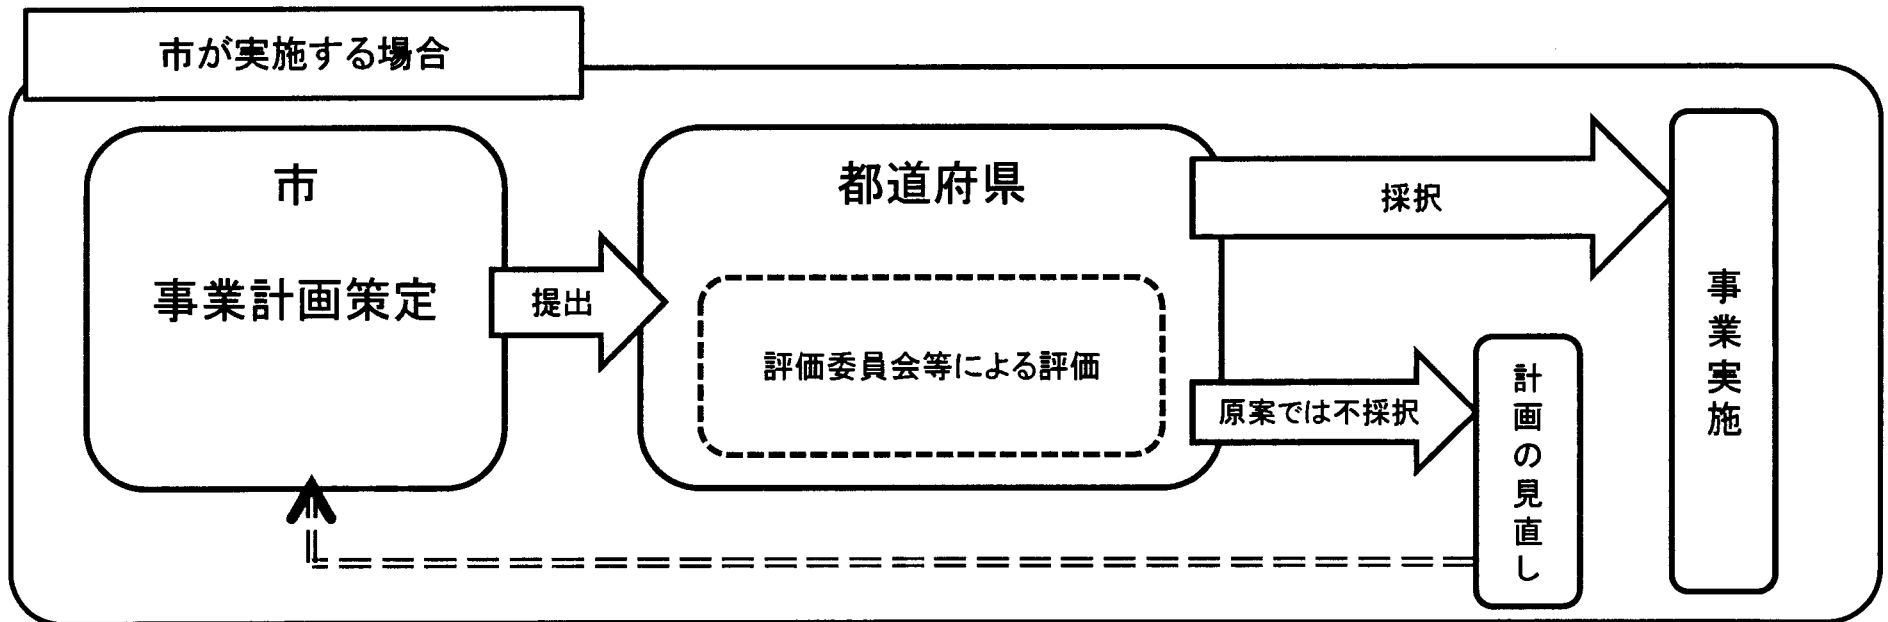 市が実施する場合
市
事業計画策定
提出
都道府県
評価委員会等による評価
採択
原案では不採択
計画の見直し
事業実施